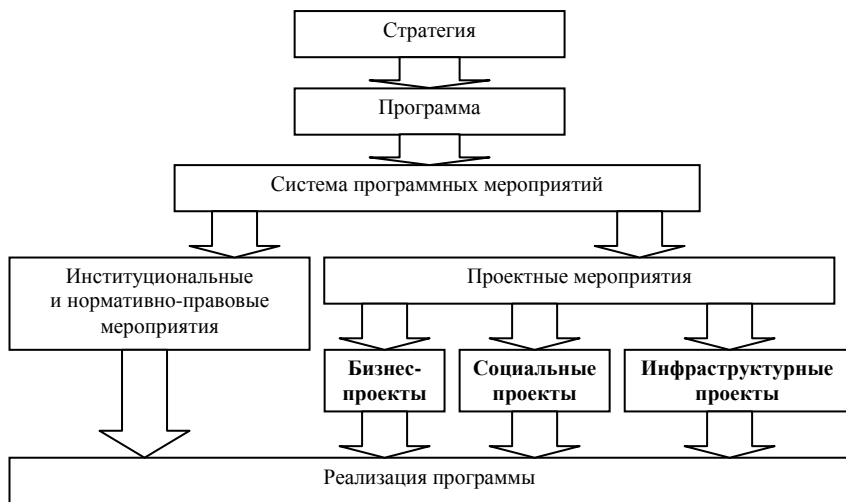 Стратегия
Программа
Система программных мероприятий
Институциональные
и нормативно-правовые
мероприятия
Проектные мероприятия
Бизнес-
проекты
Социальные
проекты
Инфраструктурные
проекты
Реализация программы